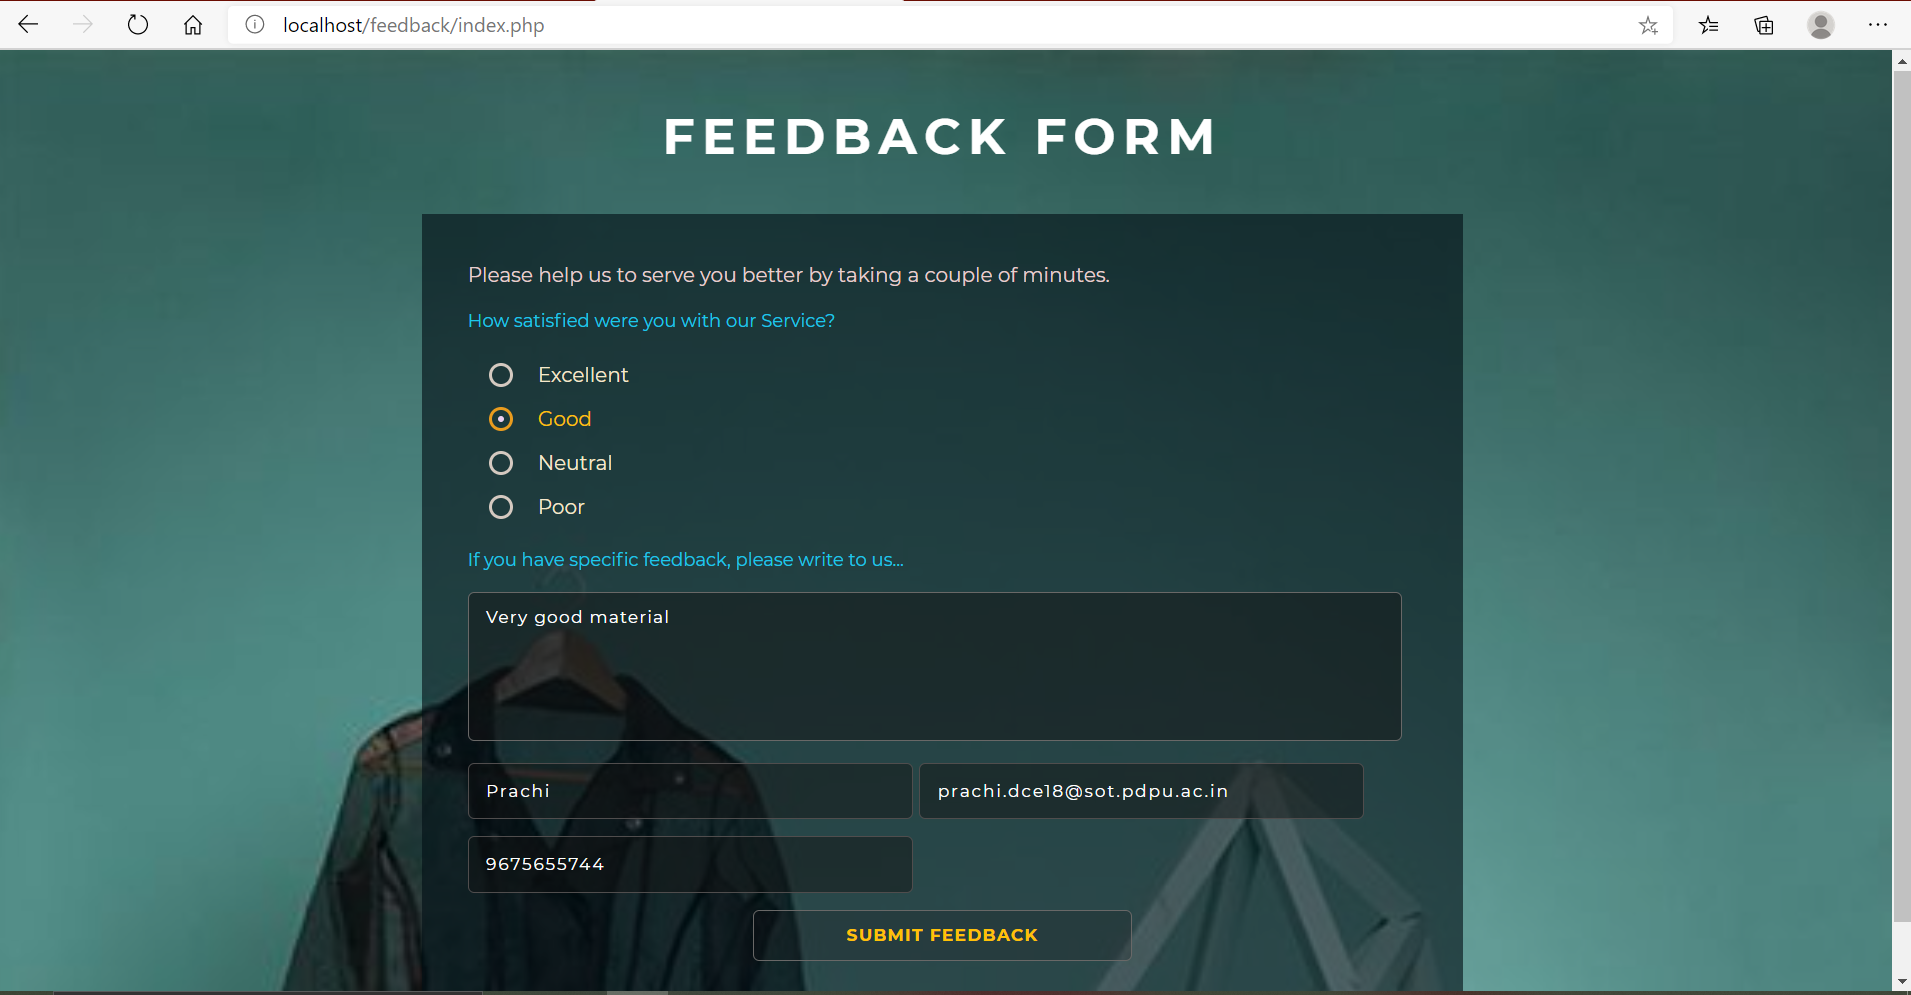 localhost/feedback/index.php
FEEDBACK FORM
Please help us to serve you better by taking a couple of minutes.
How satisfied were you with our Service?
Excellent
Good
Neutral
Poor
If you have specific feedback, please write to us...
Very good material
Prachi prachi.dce18@sot.pdpu.ac.in
9675655744
SUBMIT FEEDBACK